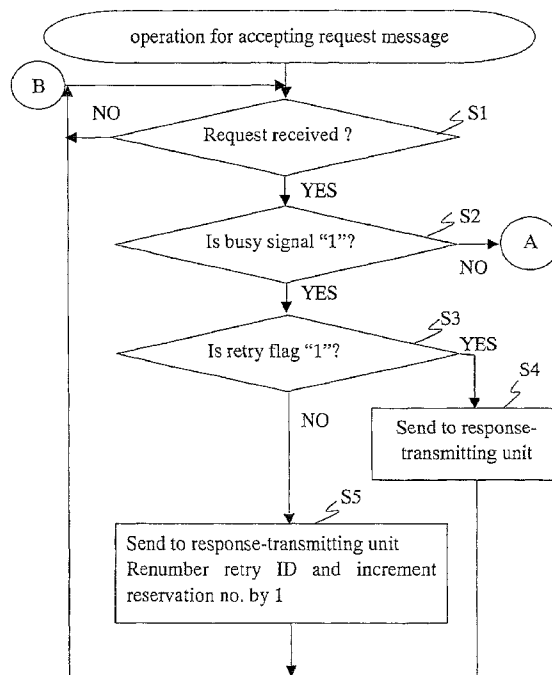 operation for accepting request message
B
NO
S1
Request received ?
YES
S2
Is busy signal “1”?
A
NO
YES
S3
Is retry flag “1”?
YES
S4
NO
Send to response-
transmitting unit
S5
Send to response-transmitting unit
Renumber retry ID and increment
reservation no. by 1